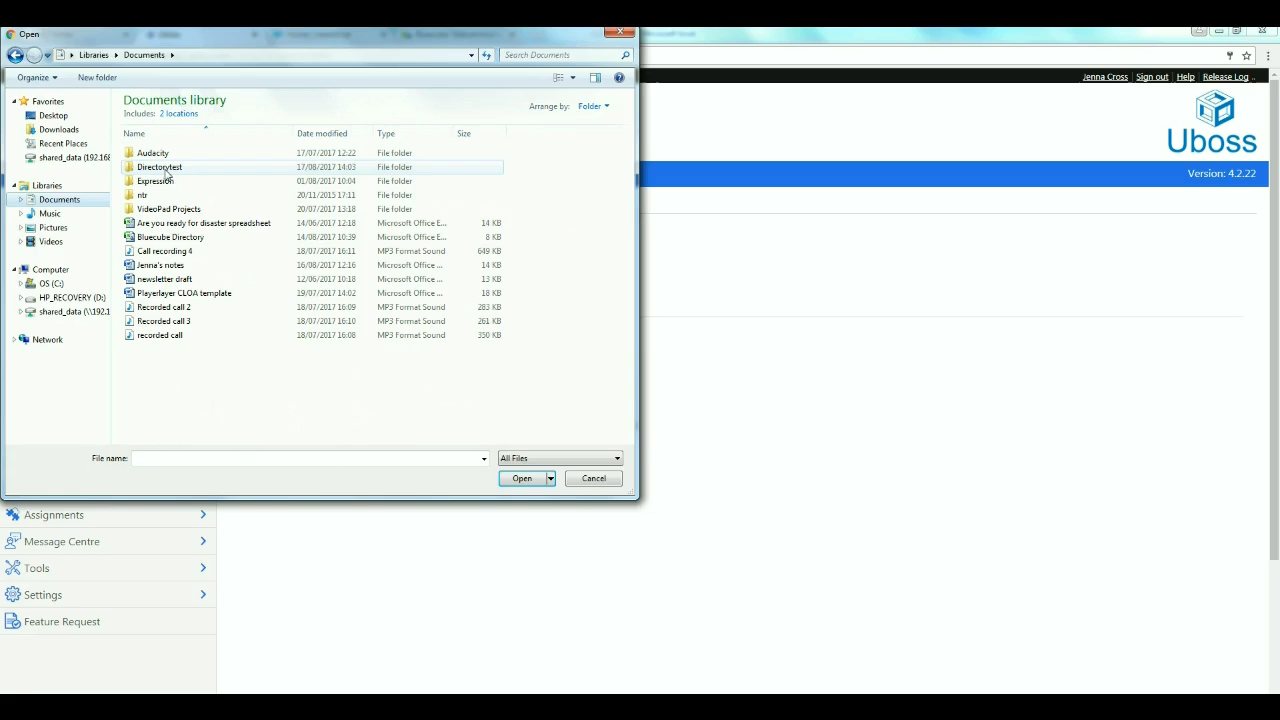 Open
Libraries Documents
Search Documents
Organize New folder
Jenna Cross Sign out Help Release Log ..
Uboss
Version: 4.2.22
Favorites
Desktop
Downloads
Recent Places
shared_data (192.168
Libraries
Documents
Music
Pictures
Videos
Computer
OS (C:)
HP_RECOVERY (D:)
shared_data (\\192.1
Network
Documents library
Includes: 2 locations
Arrange by: Folder
Name Date modified Type Size
Audacity 17/07/2017 12:22 File folder
Directorytest 17/08/2017 14:03 File folder
Expression 01/08/2017 10:04 File folder
ntr 20/11/2015 17:11 File folder
VideoPad Projects 20/07/2017 13:18 File folder
Are you ready for disaster spreadsheet 14/06/2017 12:18 Microsoft Office E... 14 KB
Bluecube Directory 14/08/2017 10:39 Microsoft Office E... 8 KB
Call recording 4 18/07/2017 16:11 MP3 Format Sound 649 KB
Jenna's notes 16/08/2017 12:16 Microsoft Office ... 14 KB
newsletter draft 12/06/2017 10:18 Microsoft Office ... 13 KB
Playerlayer CLOA template 19/07/2017 14:02 Microsoft Office ... 18 KB
Recorded call 2 18/07/2017 16:09 MP3 Format Sound 283 KB
Recorded call 3 18/07/2017 16:10 MP3 Format Sound 261 KB
recorded call 18/07/2017 16:08 MP3 Format Sound 350 KB
File name: All Files
Open Cancel
Assignments
Message Centre
Tools
Settings
Feature Request